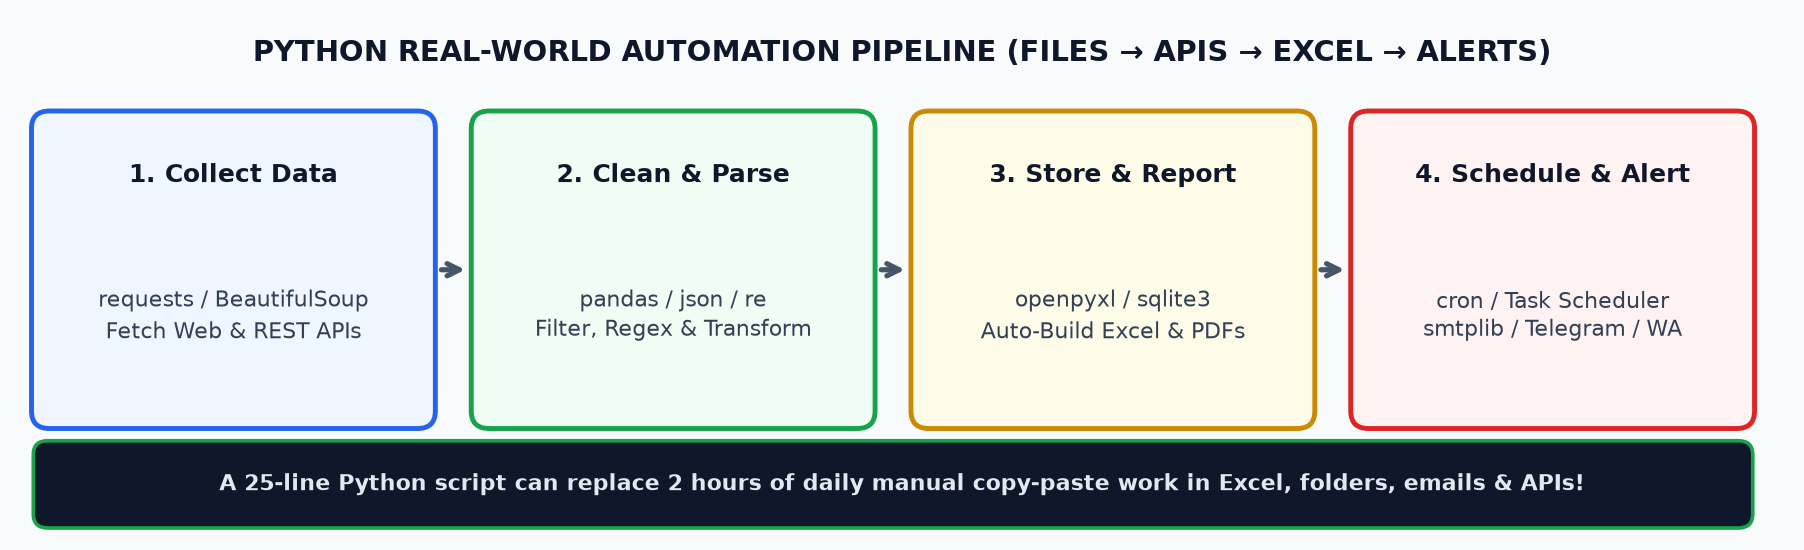 PYTHON REAL-WORLD AUTOMATION PIPELINE (FILES → APIS → EXCEL → ALERTS)
1. Collect Data
requests / BeautifulSoup
Fetch Web & REST APIs
2. Clean & Parse
pandas / json / re
Filter, Regex & Transform
3. Store & Report
openpyxl / sqlite3
Auto-Build Excel & PDFs
4. Schedule & Alert
cron / Task Scheduler
smtplib / Telegram / WA
A 25-line Python script can replace 2 hours of daily manual copy-paste work in Excel, folders, emails & APIs!